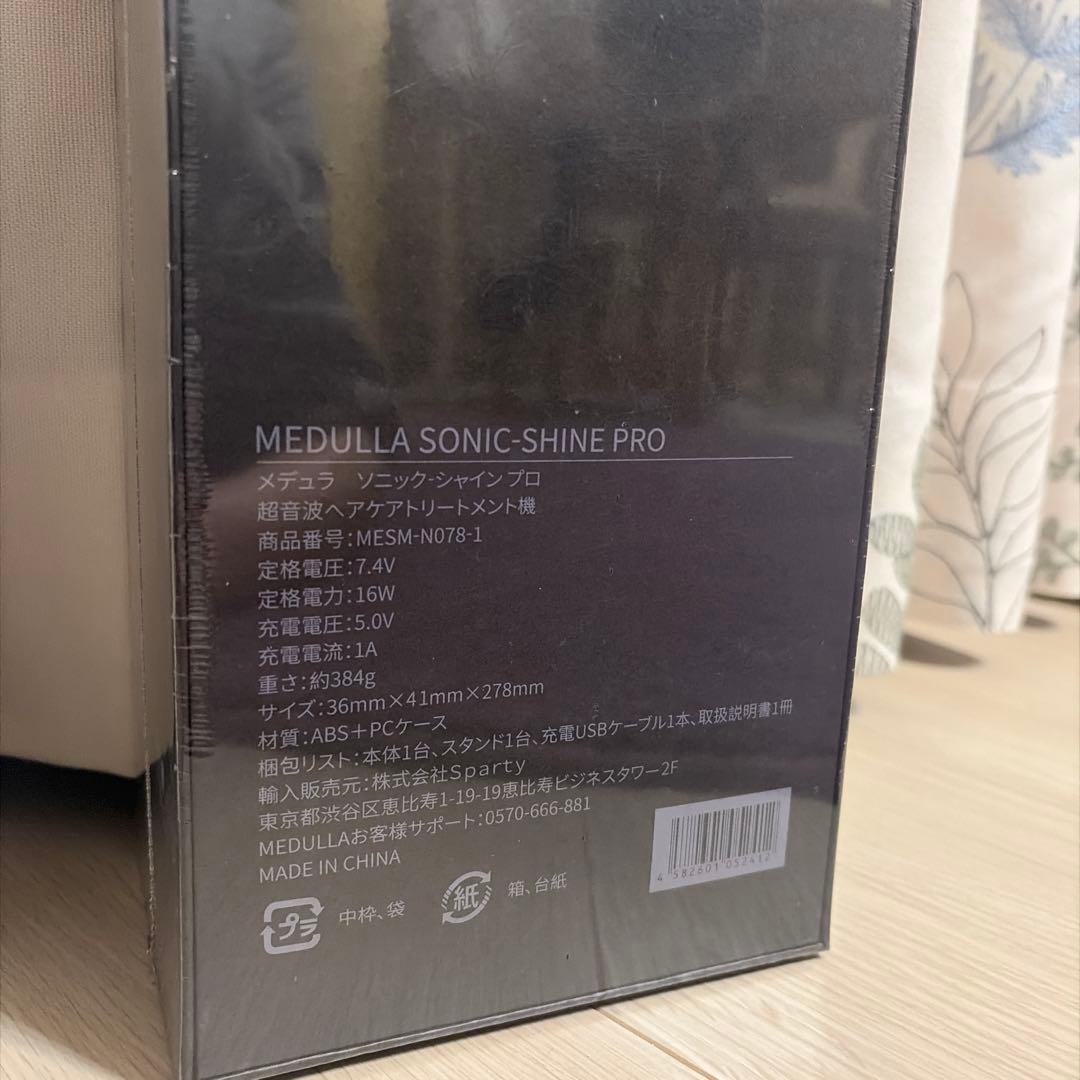 MEDULLA SONIC-SHINE PRO
メデュラ　ソニック-シャイン プロ
超音波ヘアケアトリートメント機
商品番号：MESM-N078-1
定格電圧：7.4V
定格電力：16W
充電電圧：5.0V
充電電流：1A
重さ：約384g
サイズ：36mm×41mm×278mm
材質：ABS＋PCケース
梱包リスト：本体1台、スタンド1台、充電USBケーブル1本、取扱説明書1冊
輸入販売元：株式会社Sparty
東京都渋谷区恵比寿1-19-19恵比寿ビジネスタワー2F
MEDULLAお客様サポート：0570-666-881
MADE IN CHINA
プラ 中枠、袋
紙 箱、台紙
4 582601 052412